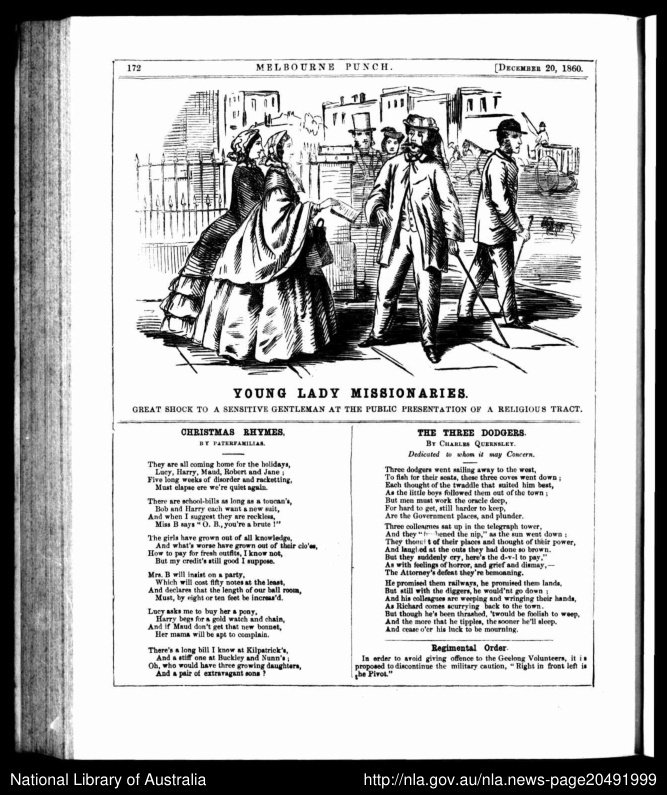 172
MELBOURNE PUNCH.
[DECEMBER 20, 1860.
YOUNG LADY MISSIONARIES.
GREAT SHOCK TO A SENSITIVE GENTLEMAN AT THE PUBLIC PRESENTATION OF A RELIGIOUS TRACT.
CHRISTMAS RHYMES.
BY PATERFAMILIAS.
They are all coming home for the holidays,
Lucy, Harry, Maud, Robert and Jane ;
Five long weeks of disorder and racketting,
Must elapse ere we're quiet again.
There are school-bills as long as a toucan's,
Bob and Harry each want a new suit,
And when I suggest they are reckless,
Miss B says " O. B., you're a brute !"
The girls have grown out of all knowledge,
And what's worse have grown out of their clo'es,
How to pay for fresh outfits, I know not,
But my credit's still good I suppose.
Mrs. B will insist on a party,
Which will cost fifty notes at the least,
And declares that the length of our ball room,
Must, by eight or ten feet be increas'd.
Lucy asks me to buy her a pony,
Harry begs for a gold watch and chain,
And if Maud don't get that new bonnet,
Her mama will be apt to complain.
There's a long bill I know at Kilpatrick's,
And a stiff one at Buckley and Nunn's ;
Oh, who would have three growing daughters,
And a pair of extravagant sons ?
THE THREE DODGERS.
BY CHARLES QUEENSLEY.
Dedicated to whom it may Concern.
Three dodgers went sailing away to the west,
To fish for their seats, these three coves went down ;
Each thought of the twaddle that suited him best,
As the little boys followed them out of the town ;
But men must work the oracle deep,
For hard to get, still harder to keep,
Are the Government places, and plunder.
Three colleagues sat up in the telegraph tower,
And they " the nip," as the sun went down :
They thought of their places and thought of their power,
And laughed at the outs they had done so brown.
But they suddenly cry, here's the d-v-l to pay,"
As with feelings of horror, and grief and dismay,—
The Attorney's defeat they're bemoaning.
He promised them railways, he promised them lands,
But still with the diggers, he would'nt go down ;
And his colleagues are weeping and wringing their hands,
As Richard comes scurrying back to the town.
But though he's been thrashed, 'twould be foolish to weep,
And the more that he tipples, the sooner he'll sleep.
And cease o'er his luck to be mourning.
Regimental Order.
In order to avoid giving offence to the Geelong Volunteers, it is
proposed to discontinue the military caution, " Right in front left is
the Pivot."
National Library of Australia
http://nla.gov.au/nla.news-page20491999